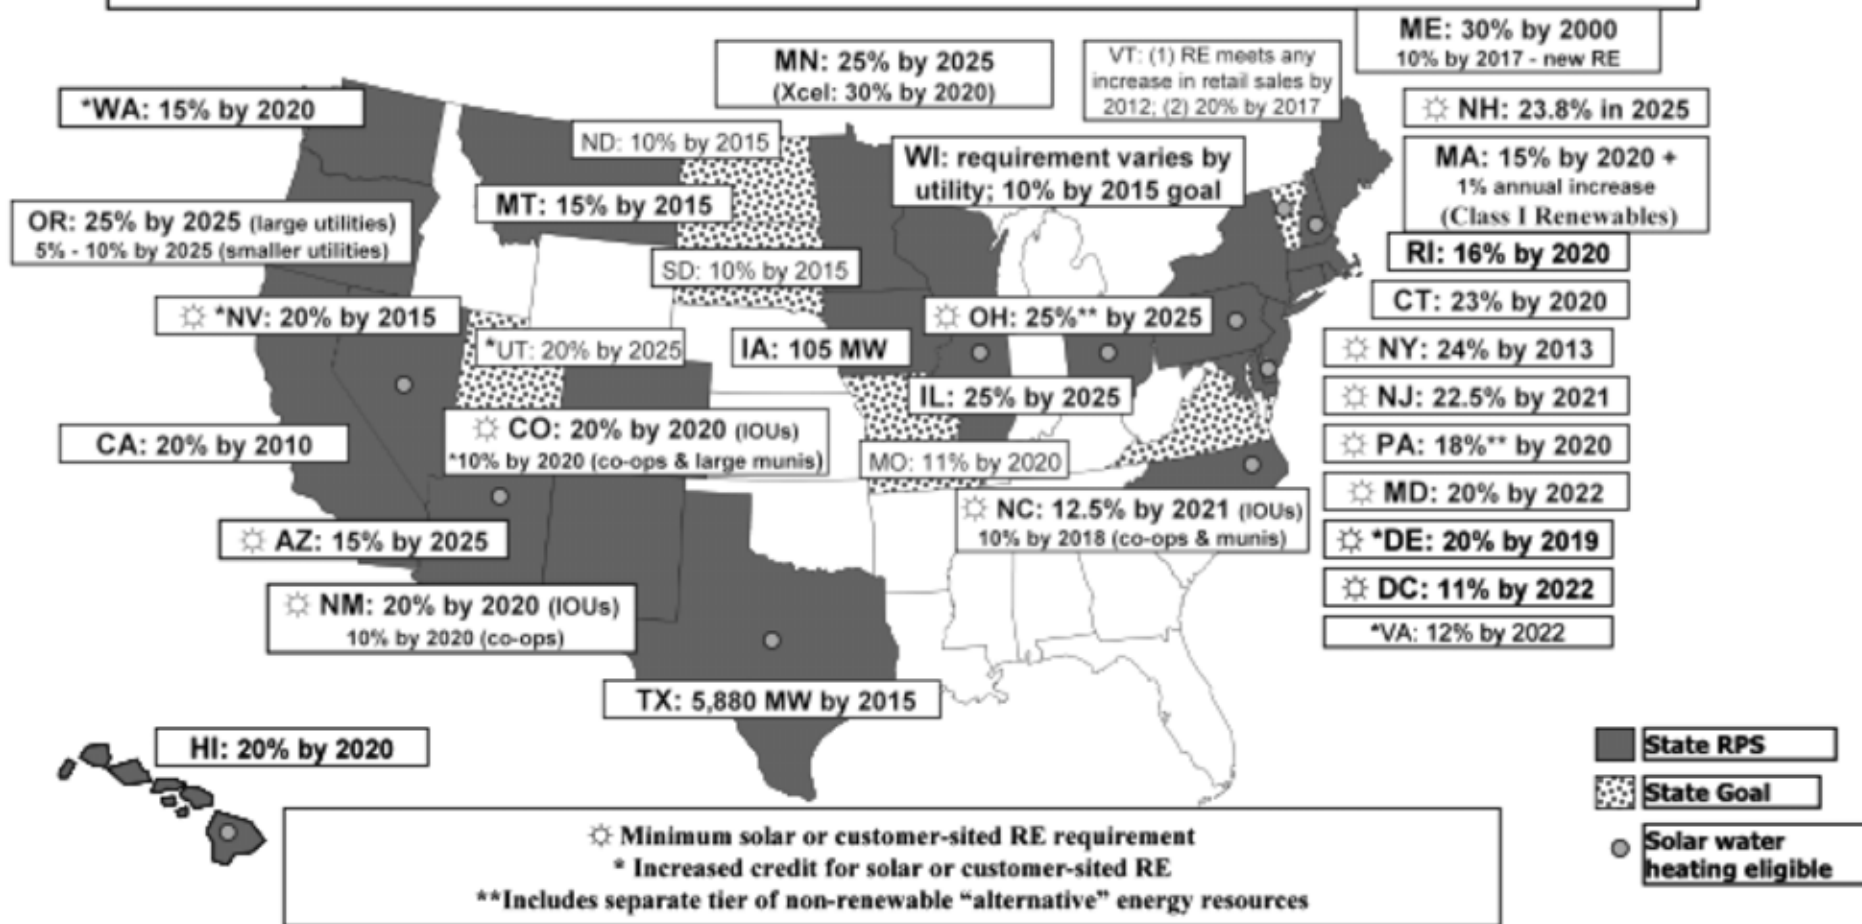 ME: 30% by 2000
10% by 2017 - new RE
MN: 25% by 2025
(Xcel: 30% by 2020)
VT: (1) RE meets any
increase in retail sales by
2012; (2) 20% by 2017
*WA: 15% by 2020
☼ NH: 23.8% in 2025
ND: 10% by 2015
WI: requirement varies by
utility; 10% by 2015 goal
MA: 15% by 2020 +
1% annual increase
(Class I Renewables)
MT: 15% by 2015
OR: 25% by 2025 (large utilities)
5% - 10% by 2025 (smaller utilities)
RI: 16% by 2020
SD: 10% by 2015
CT: 23% by 2020
☼ *NV: 20% by 2015
☼ OH: 25%** by 2025
*UT: 20% by 2025
IA: 105 MW
☼ NY: 24% by 2013
IL: 25% by 2025
☼ NJ: 22.5% by 2021
☼ CO: 20% by 2020 (IOUs)
*10% by 2020 (co-ops & large munis)
CA: 20% by 2010
☼ PA: 18%** by 2020
MO: 11% by 2020
☼ MD: 20% by 2022
☼ NC: 12.5% by 2021 (IOUs)
10% by 2018 (co-ops & munis)
☼ AZ: 15% by 2025
☼ *DE: 20% by 2019
☼ DC: 11% by 2022
☼ NM: 20% by 2020 (IOUs)
10% by 2020 (co-ops)
*VA: 12% by 2022
TX: 5,880 MW by 2015
HI: 20% by 2020
State RPS
State Goal
Solar water
heating eligible
☼ Minimum solar or customer-sited RE requirement
* Increased credit for solar or customer-sited RE
**Includes separate tier of non-renewable “alternative” energy resources